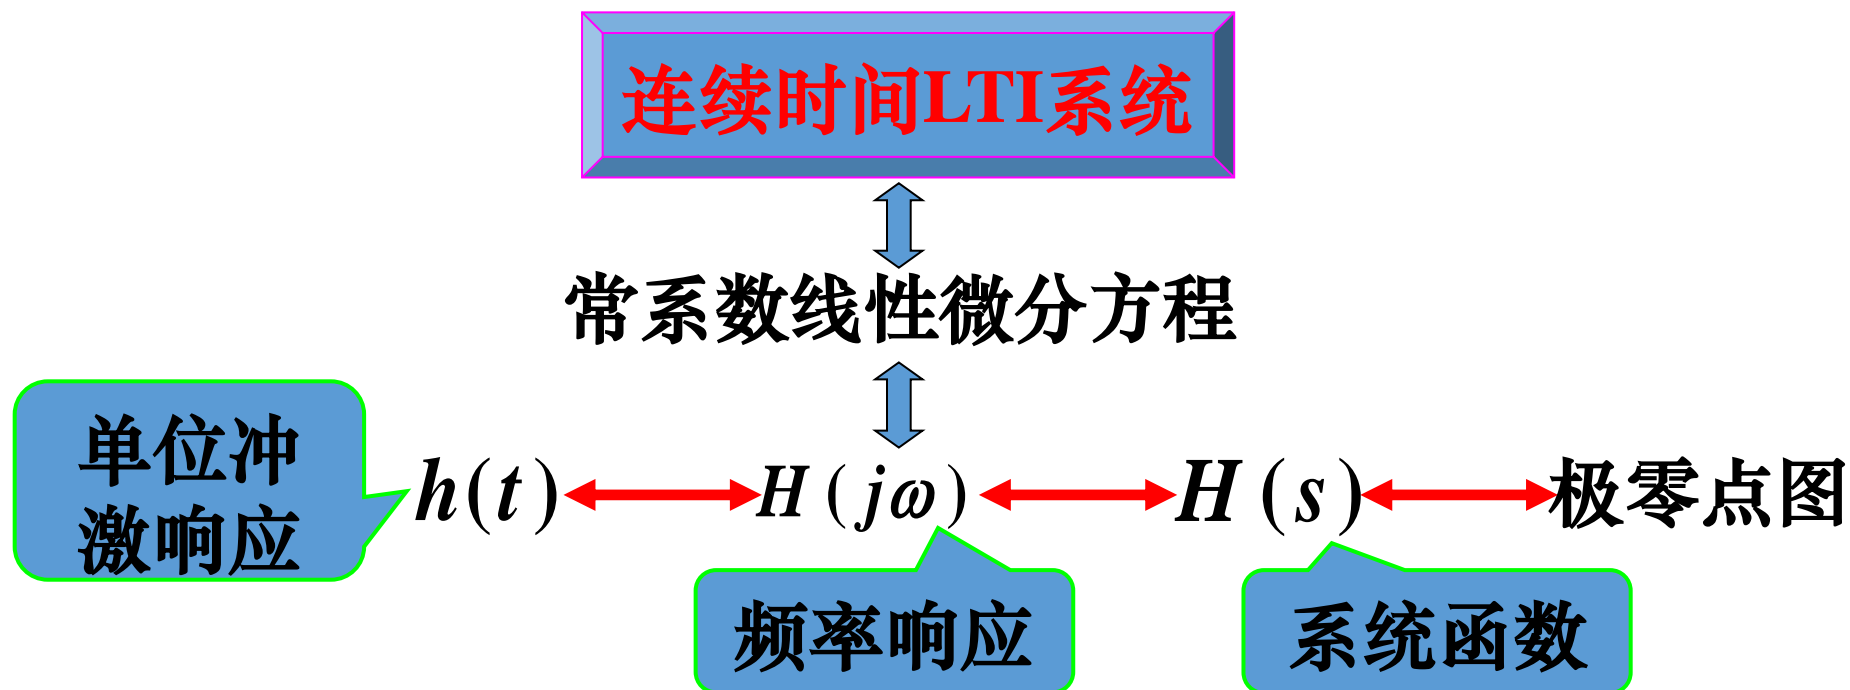 连续时间LTI系统
常系数线性微分方程
单位冲
激响应
h(t) H(jω) H(s) 极零点图
频率响应
系统函数